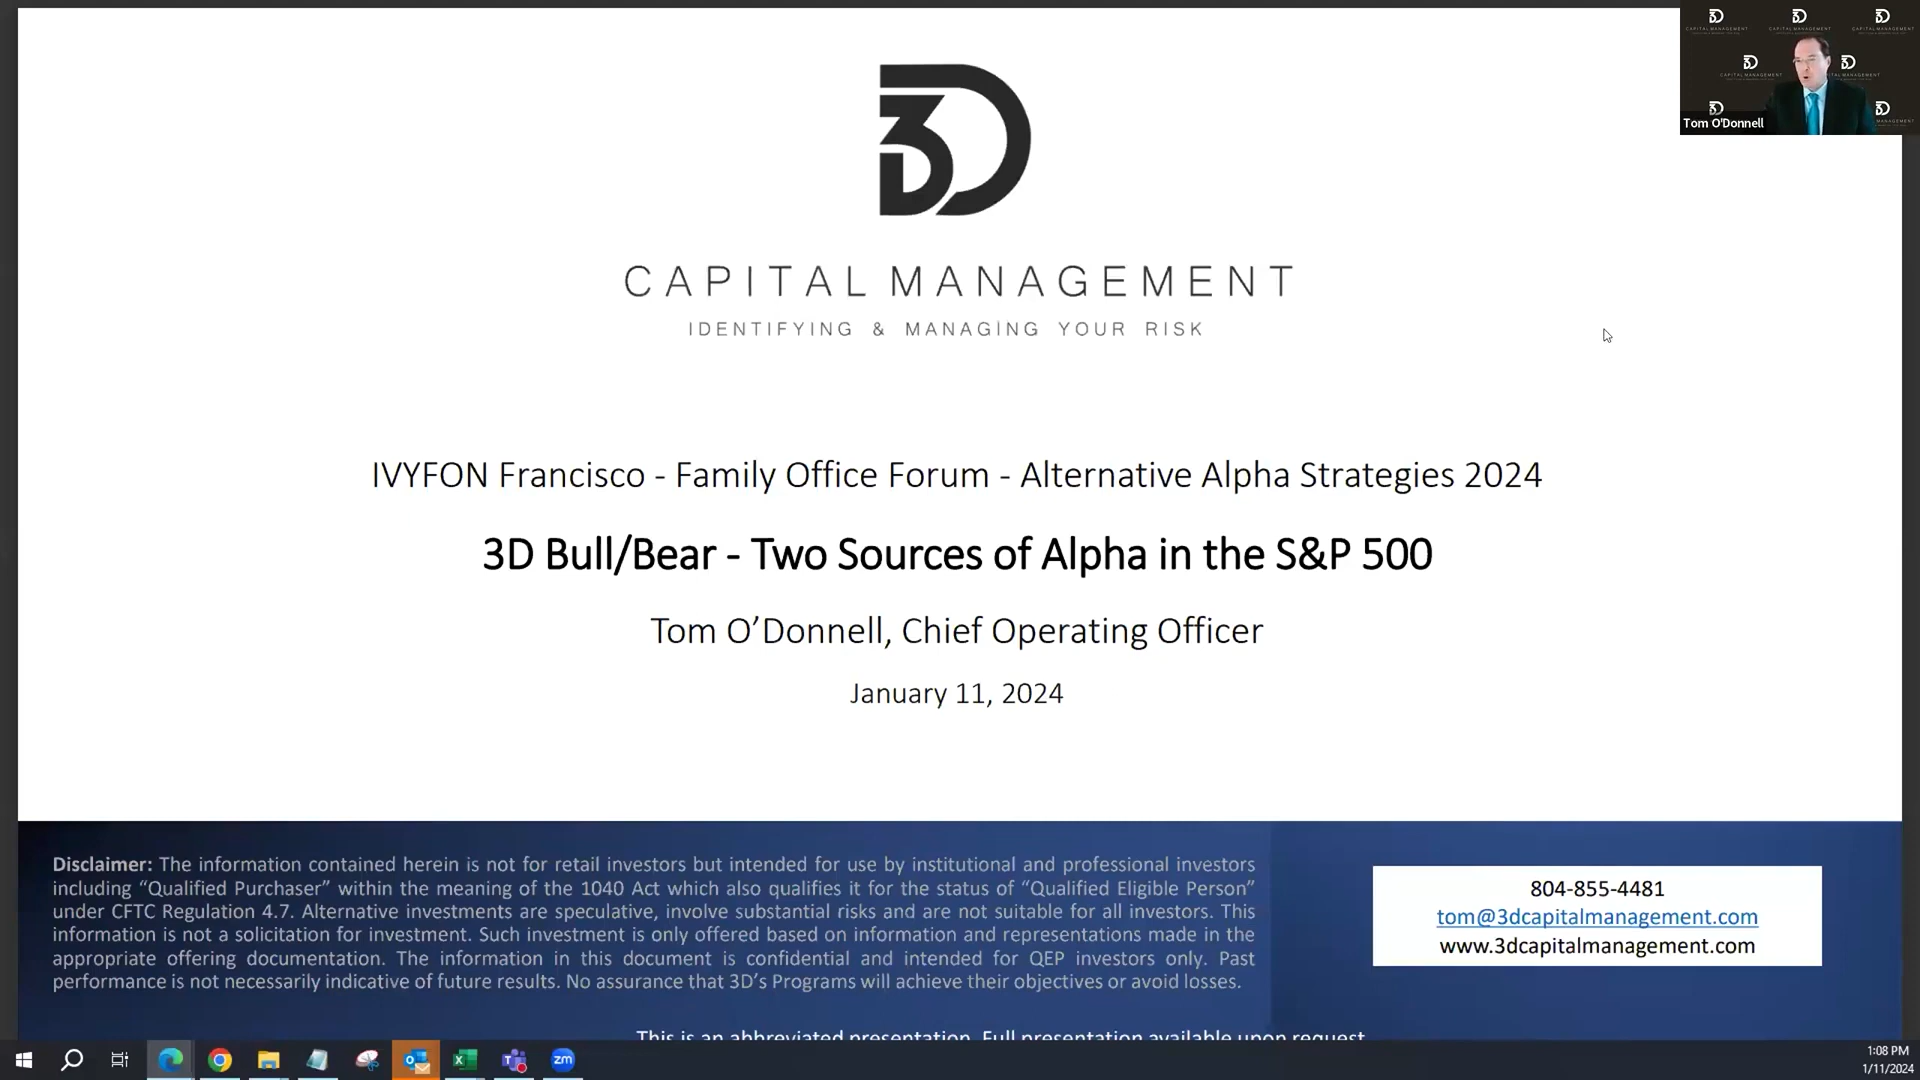 3D
CAPITAL MANAGEMENT
IDENTIFYING & MANAGING YOUR RISK
Tom O'Donnell
IVYFON Francisco - Family Office Forum - Alternative Alpha Strategies 2024
3D Bull/Bear - Two Sources of Alpha in the S&P 500
Tom O’Donnell, Chief Operating Officer
January 11, 2024
Disclaimer: The information contained herein is not for retail investors but intended for use by institutional and professional investors
including “Qualified Purchaser” within the meaning of the 1040 Act which also qualifies it for the status of “Qualified Eligible Person”
under CFTC Regulation 4.7. Alternative investments are speculative, involve substantial risks and are not suitable for all investors. This
information is not a solicitation for investment. Such investment is only offered based on information and representations made in the
appropriate offering documentation. The information in this document is confidential and intended for QEP investors only. Past
performance is not necessarily indicative of future results. No assurance that 3D’s Programs will achieve their objectives or avoid losses.
804-855-4481
tom@3dcapitalmanagement.com
www.3dcapitalmanagement.com
This is an abbreviated presentation. Full presentation available upon request
zm
1:08 PM
1/11/2024